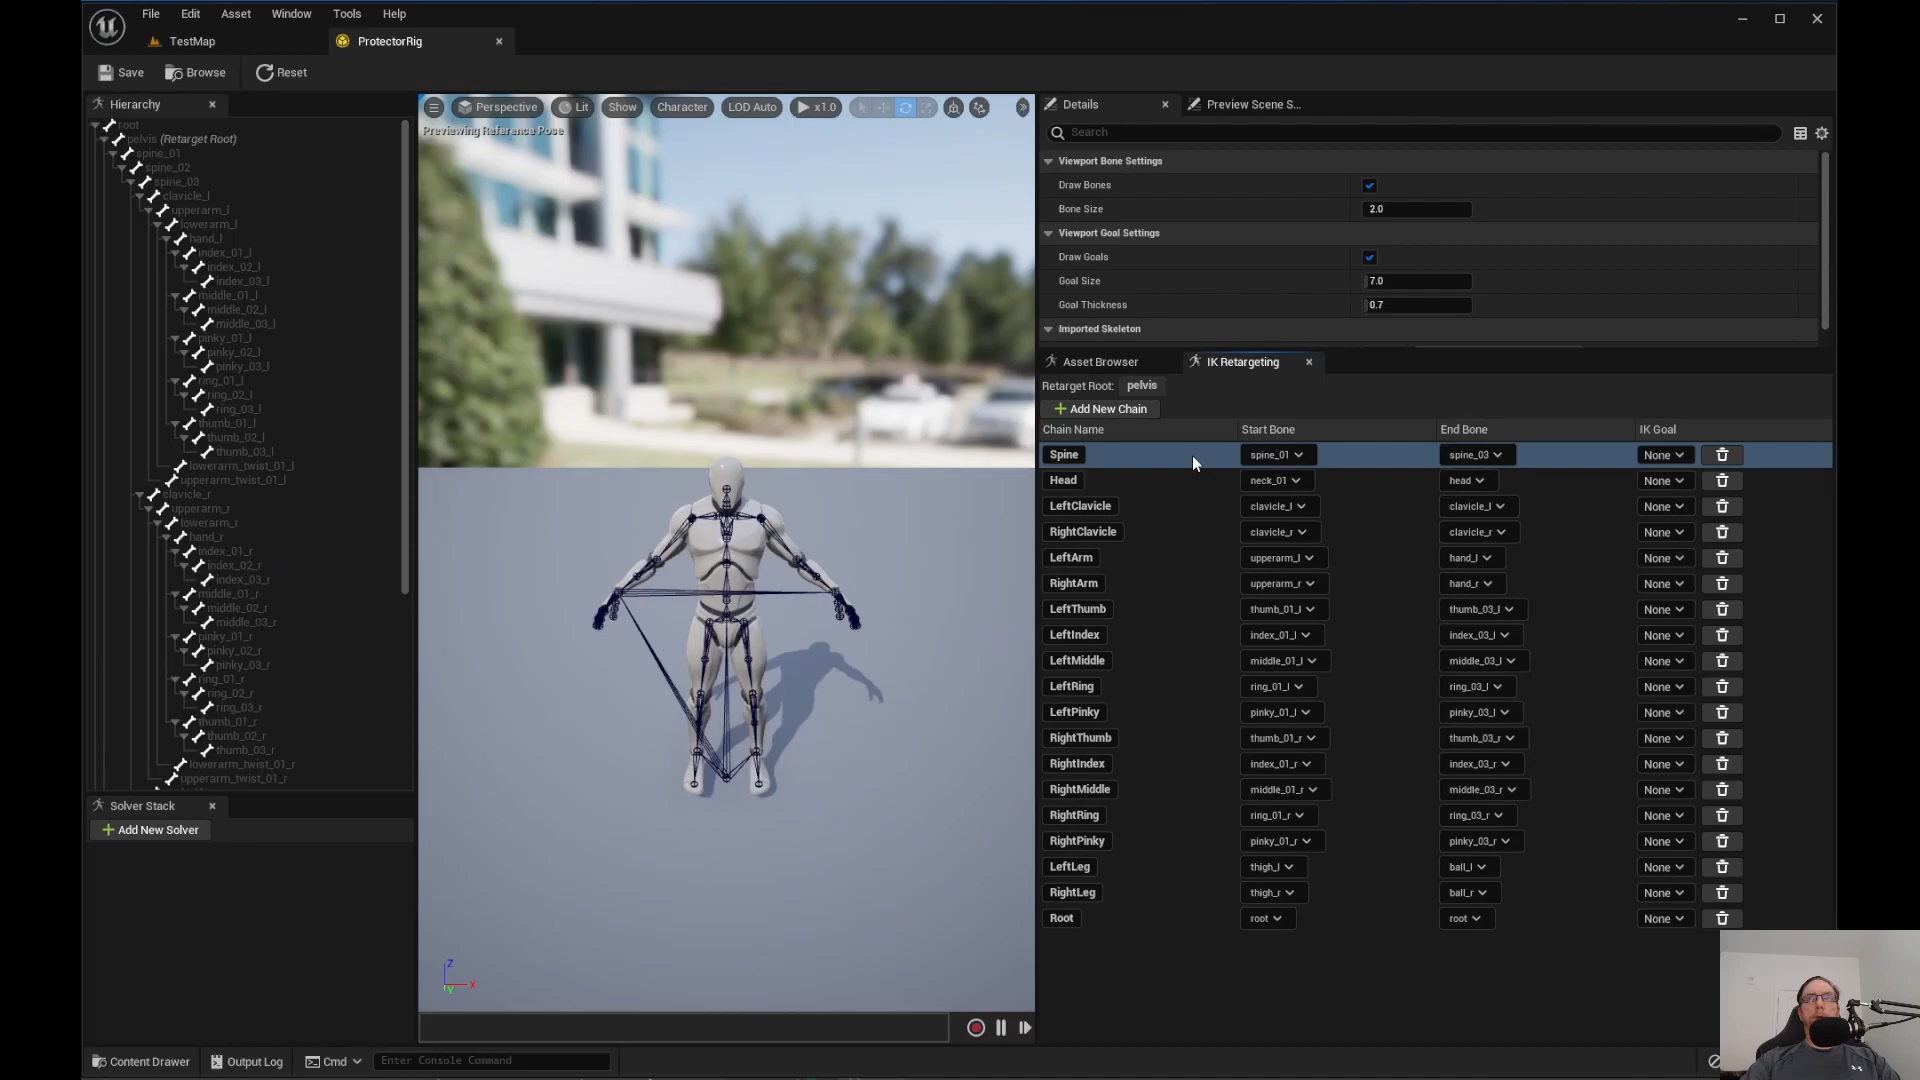 File Edit Asset Window Tools Help
TestMap ProtectorRig
Save Browse Reset
Hierarchy
root
pelvis (Retarget Root)
spine_01
spine_02
spine_03
clavicle_l
upperarm_l
lowerarm_l
hand_l
index_01_l
index_02_l
index_03_l
middle_01_l
middle_02_l
middle_03_l
pinky_01_l
pinky_02_l
pinky_03_l
ring_01_l
ring_02_l
ring_03_l
thumb_01_l
thumb_02_l
thumb_03_l
lowerarm_twist_01_l
upperarm_twist_01_l
clavicle_r
upperarm_r
lowerarm_r
hand_r
index_01_r
index_02_r
index_03_r
middle_01_r
middle_02_r
middle_03_r
pinky_01_r
pinky_02_r
pinky_03_r
ring_01_r
ring_02_r
ring_03_r
thumb_01_r
thumb_02_r
thumb_03_r
lowerarm_twist_01_r
upperarm_twist_01_r
Solver Stack
Add New Solver
Perspective Lit Show Character LOD Auto x1.0
Previewing Reference Pose
Z
X
Y
Details Preview Scene S...
Search
Viewport Bone Settings
Draw Bones
Bone Size 2.0
Viewport Goal Settings
Draw Goals
Goal Size 7.0
Goal Thickness 0.7
Imported Skeleton
Asset Browser IK Retargeting
Retarget Root: pelvis
Add New Chain
Chain Name Start Bone End Bone IK Goal
Spine spine_01 spine_03 None
Head neck_01 head None
LeftClavicle clavicle_l clavicle_l None
RightClavicle clavicle_r clavicle_r None
LeftArm upperarm_l hand_l None
RightArm upperarm_r hand_r None
LeftThumb thumb_01_l thumb_03_l None
LeftIndex index_01_l index_03_l None
LeftMiddle middle_01_l middle_03_l None
LeftRing ring_01_l ring_03_l None
LeftPinky pinky_01_l pinky_03_l None
RightThumb thumb_01_r thumb_03_r None
RightIndex index_01_r index_03_r None
RightMiddle middle_01_r middle_03_r None
RightRing ring_01_r ring_03_r None
RightPinky pinky_01_r pinky_03_r None
LeftLeg thigh_l ball_l None
RightLeg thigh_r ball_r None
Root root root None
Content Drawer Output Log Cmd Enter Console Command